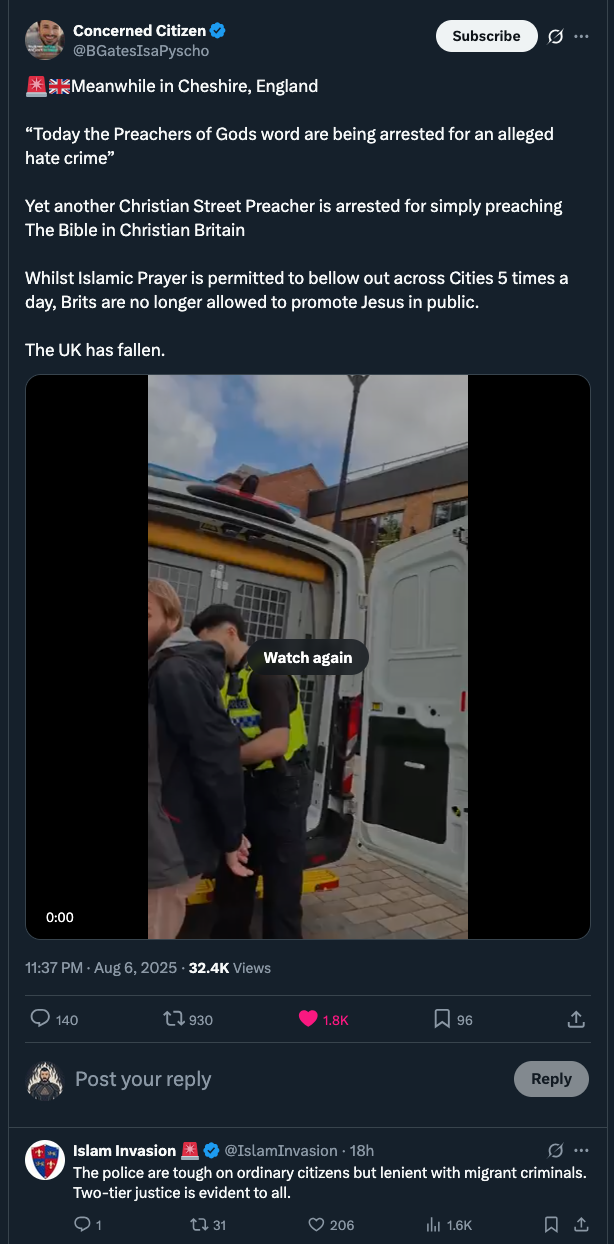 Concerned Citizen
@BGatesIsaPyscho
Subscribe
🚨🇬🇧Meanwhile in Cheshire, England
“Today the Preachers of Gods word are being arrested for an alleged
hate crime”
Yet another Christian Street Preacher is arrested for simply preaching
The Bible in Christian Britain
Whilst Islamic Prayer is permitted to bellow out across Cities 5 times a
day, Brits are no longer allowed to promote Jesus in public.
The UK has fallen.
Watch again
0:00
11:37 PM · Aug 6, 2025 · 32.4K Views
140 930 1.8K 96
Post your reply
Reply
Islam Invasion 🚨 @IslamInvasion · 18h
The police are tough on ordinary citizens but lenient with migrant criminals.
Two-tier justice is evident to all.
1 31 206 1.6K